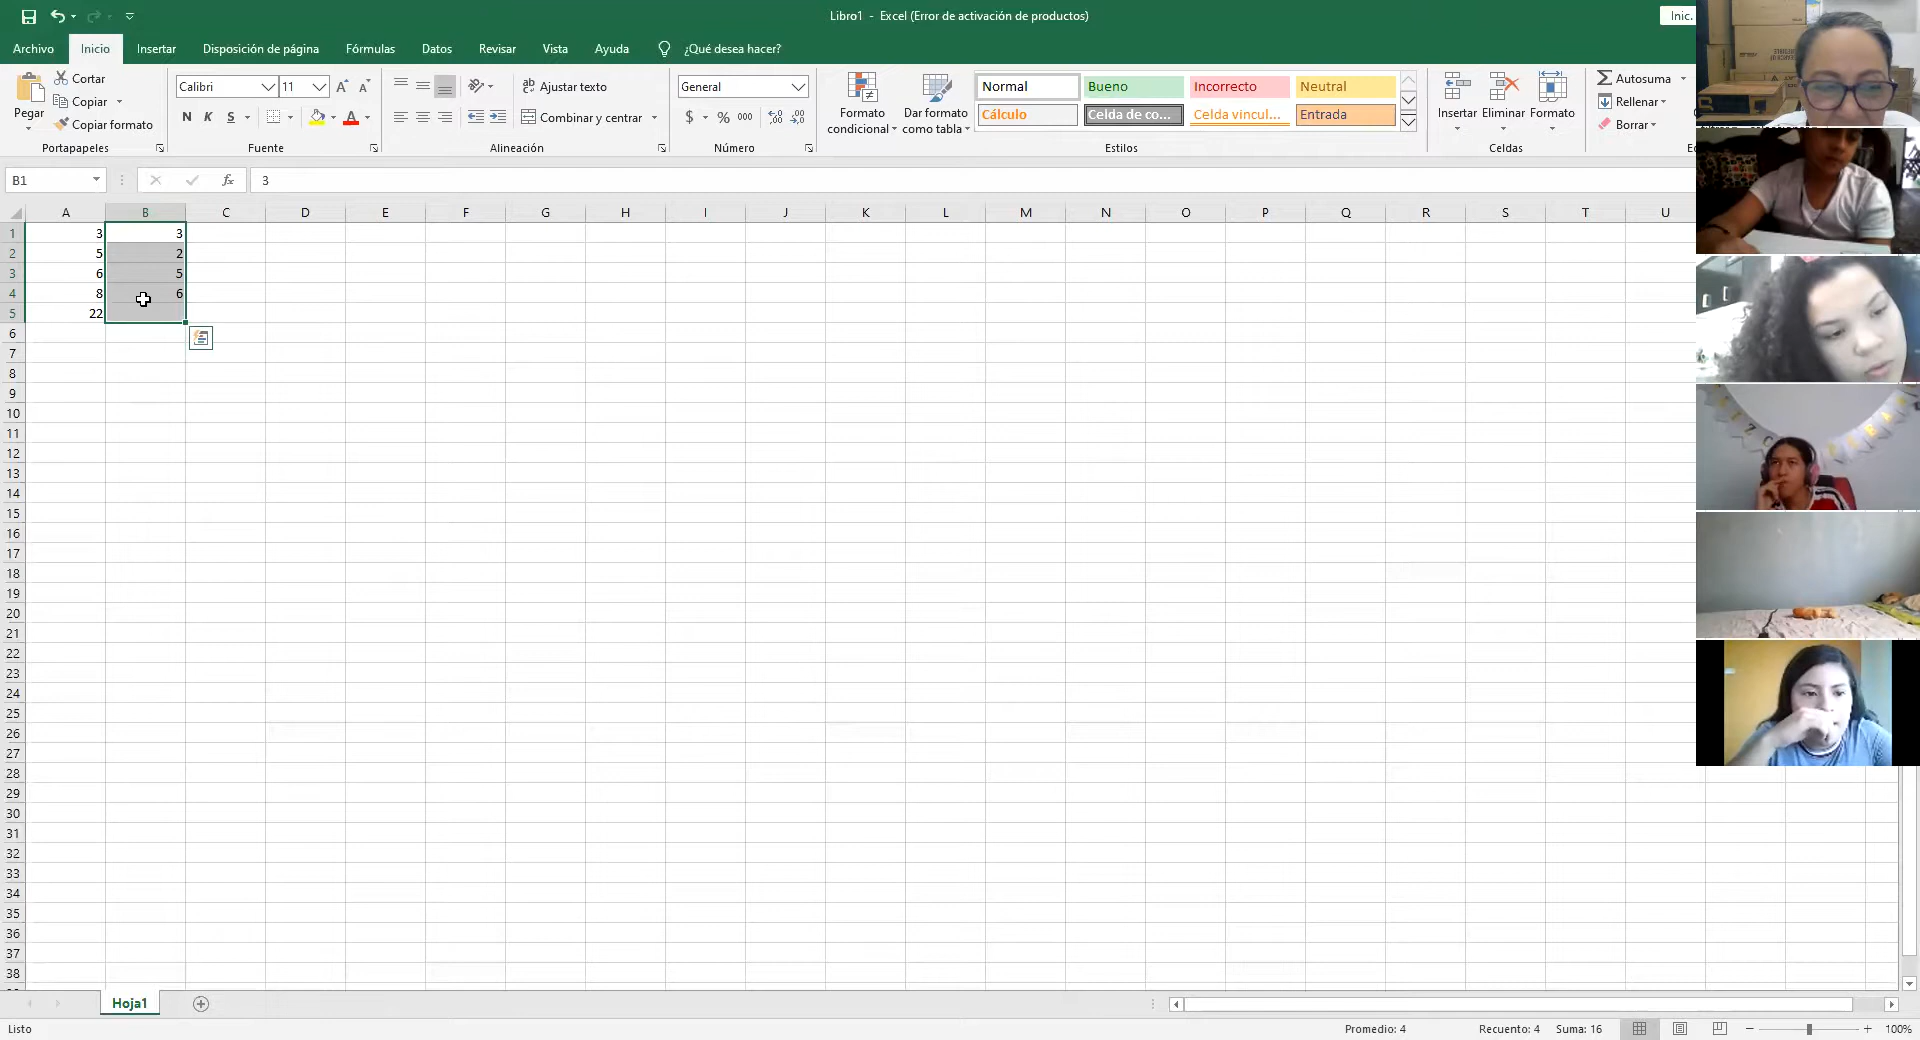 Libro1 - Excel (Error de activación de productos)
Inic.
Archivo Inicio Insertar Disposición de página Fórmulas Datos Revisar Vista Ayuda ¿Qué desea hacer?
Pegar
Cortar
Copiar
Copiar formato
Portapapeles
Calibri 11
N K S
Fuente
Ajustar texto
Combinar y centrar
Alineación
General
$ % 000
Número
Formato condicional
Dar formato como tabla
Normal Bueno Incorrecto Neutral
Cálculo Celda de co... Celda vincul... Entrada
Estilos
Insertar Eliminar Formato
Celdas
Autosuma
Rellenar
Borrar
B1 fx 3
A B C D E F G H I J K L M N O P Q R S T U
1 3 3
2 5 2
3 6 5
4 8 6
5 22
6
7
8
9
10
11
12
13
14
15
16
17
18
19
20
21
22
23
24
25
26
27
28
29
30
31
32
33
34
35
36
37
38
Hoja1
Listo Promedio: 4 Recuento: 4 Suma: 16 100%